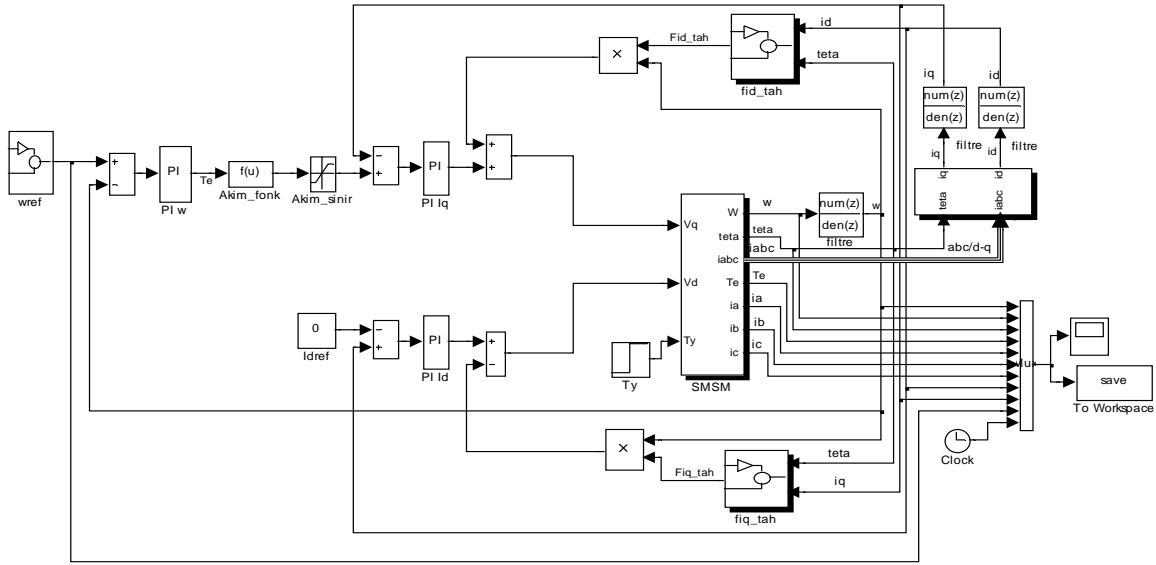 id
Fid_tah
×
teta
fid_tah
iq
id
num(z)
den(z)
num(z)
den(z)
filtre
filtre
iq
id
iq
id
teta
iabc
abc/d-q
wref
+
−
PI
PI w
Te
f(u)
Akim_fonk
Akim_sinir
−
+
PI
PI Iq
+
+
Vq
Vd
Ty
W
teta
iabc
Te
ia
ib
ic
SMSM
w
teta
iabc
Te
ia
ib
ic
num(z)
den(z)
filtre
w
0
Idref
−
+
PI
PI Id
+
−
Ty
save
To Workspace
Clock
×
Fiq_tah
teta
iq
fiq_tah